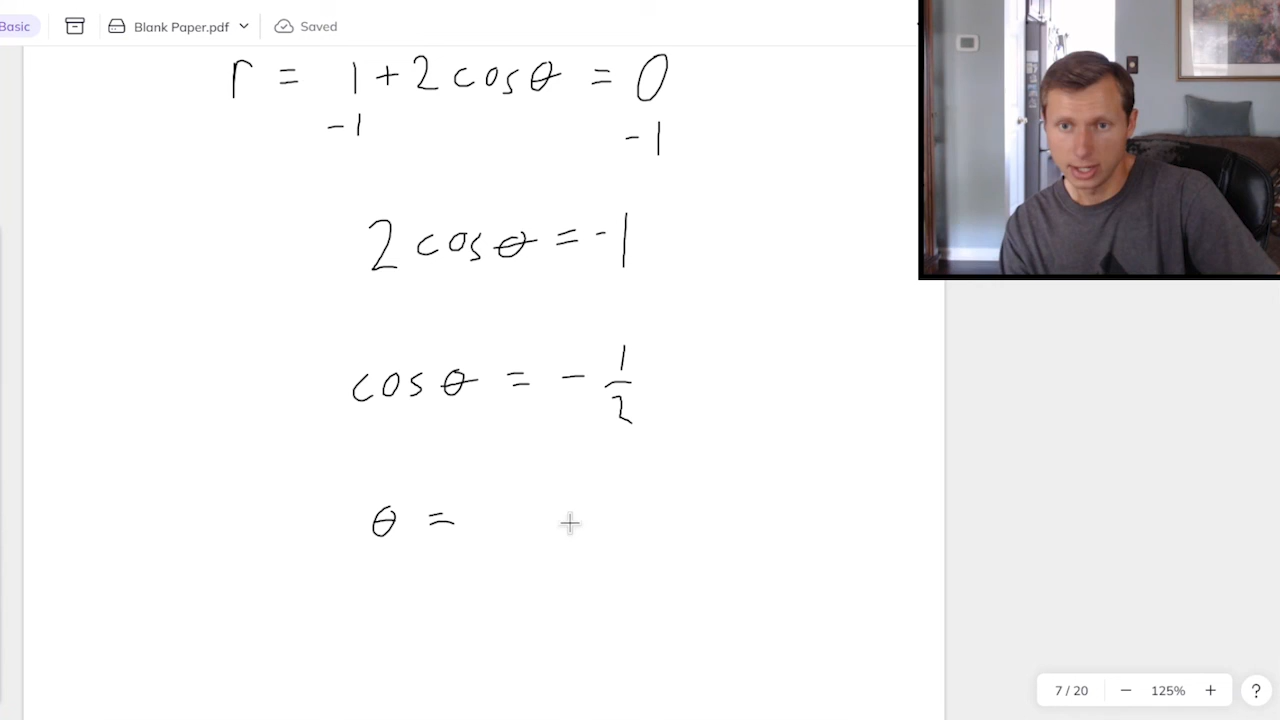 Basic Blank Paper.pdf Saved
r = 1 + 2 cos θ = 0
-1 -1
2 cos θ = -1
cos θ = - 1/2
θ =
7 / 20 − 125% + ?